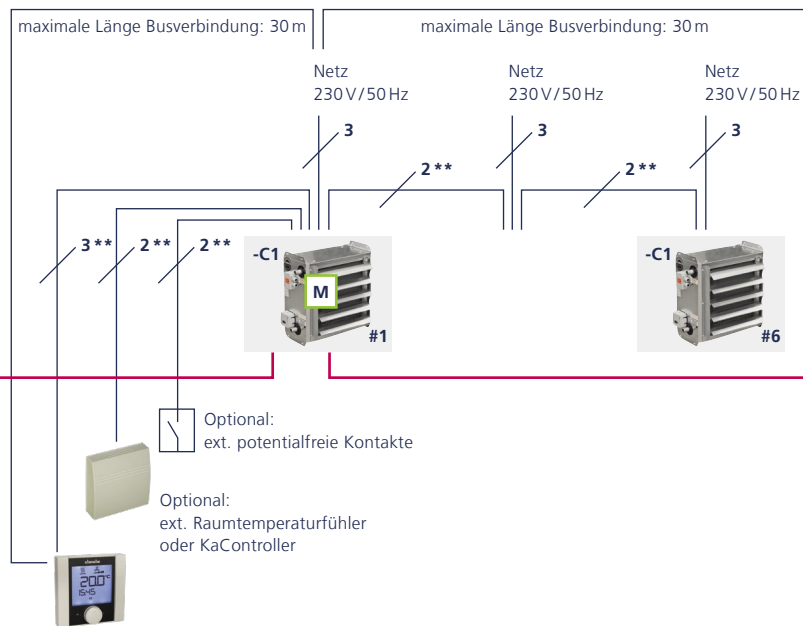 maximale Länge Busverbindung: 30 m
maximale Länge Busverbindung: 30 m
Netz
230 V / 50 Hz
Netz
230 V / 50 Hz
Netz
230 V / 50 Hz
3
3
3
2 **
2 **
3 **
2 **
2 **
-C1
M
#1
-C1
#6
Optional:
ext. potentialfreie Kontakte
Optional:
ext. Raumtemperaturfühler
oder KaController
20.0 °C
15:45